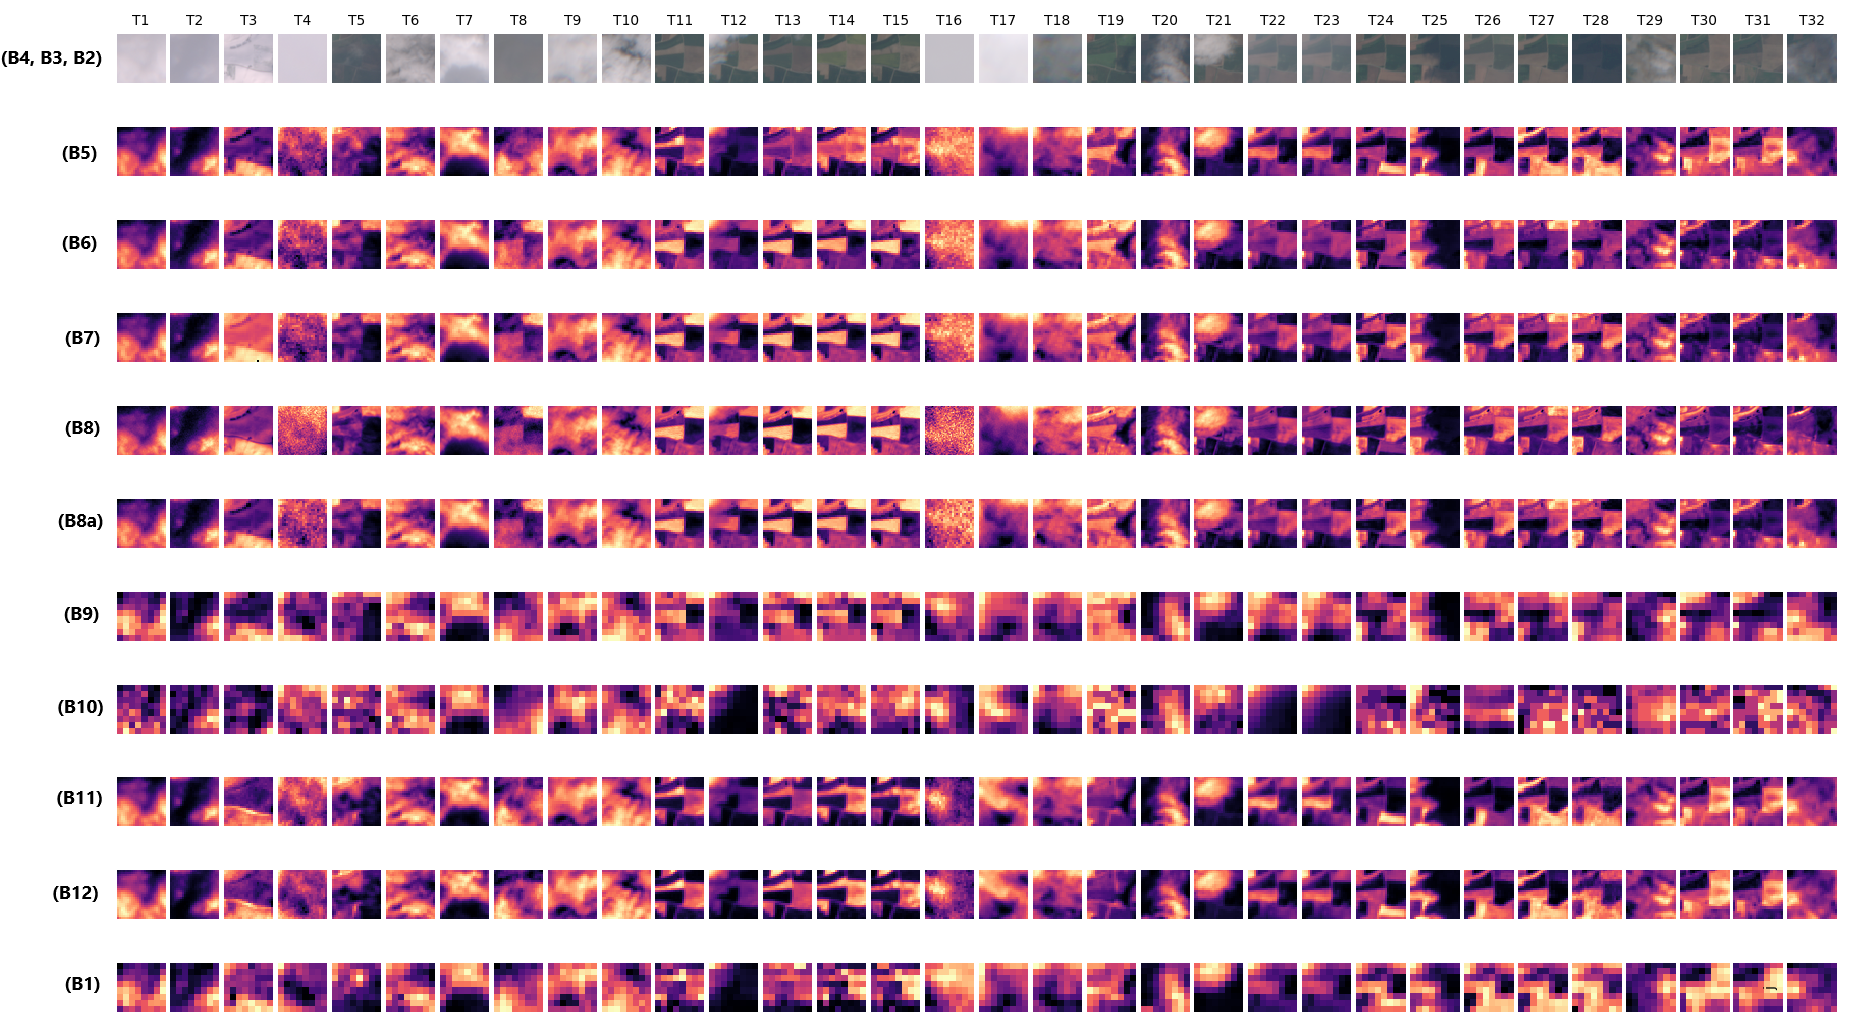 T1 T2 T3 T4 T5 T6 T7 T8 T9 T10 T11 T12 T13 T14 T15 T16 T17 T18 T19 T20 T21 T22 T23 T24 T25 T26 T27 T28 T29 T30 T31 T32
(B4, B3, B2)
(B5)
(B6)
(B7)
(B8)
(B8a)
(B9)
(B10)
(B11)
(B12)
(B1)